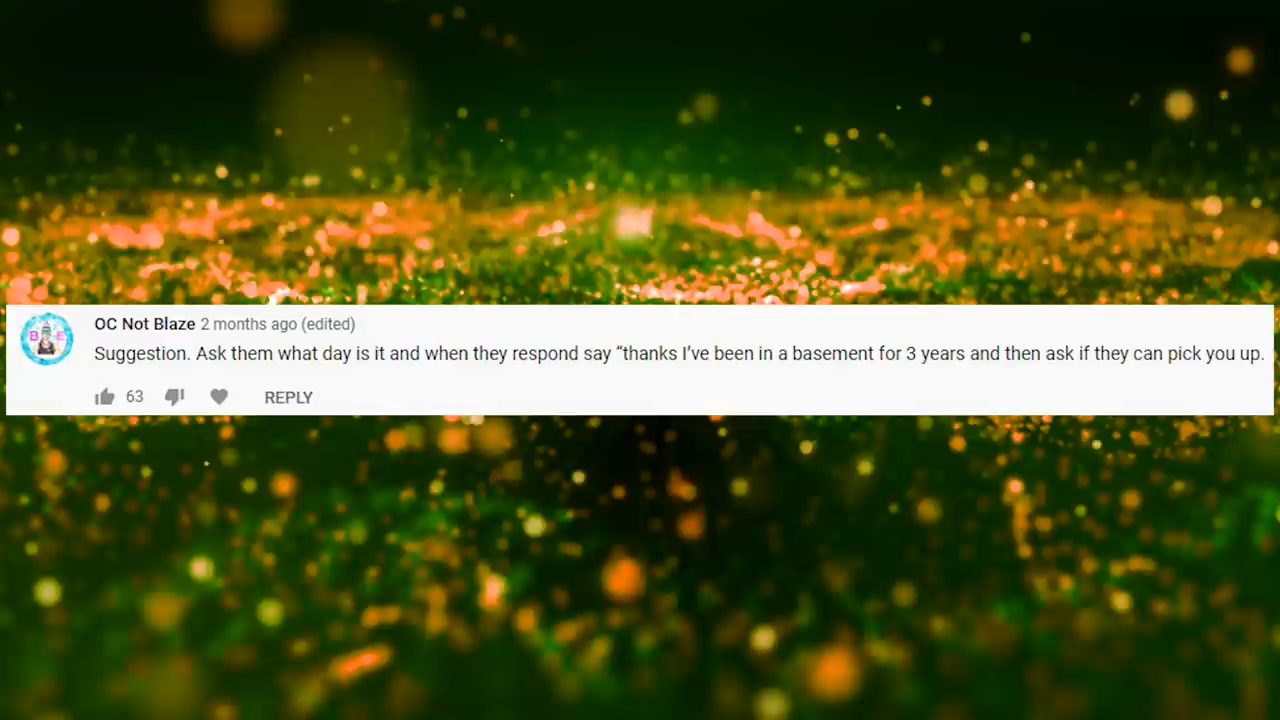 OC Not Blaze 2 months ago (edited)
Suggestion. Ask them what day is it and when they respond say “thanks I’ve been in a basement for 3 years and then ask if they can pick you up.
63 REPLY